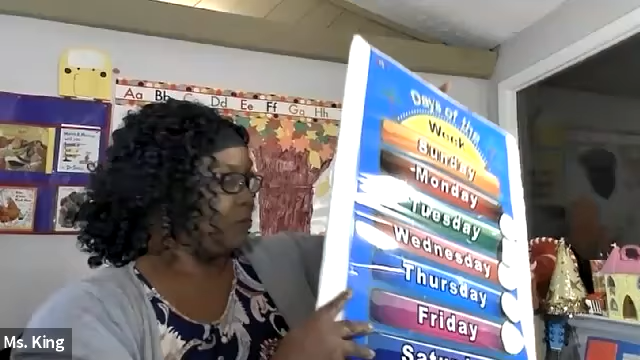 Aa Bb Cc Dd Ee Ff Gg Hh
Days of the
Week
Sunday
Monday
Tuesday
Wednesday
Thursday
Friday
Ms. King